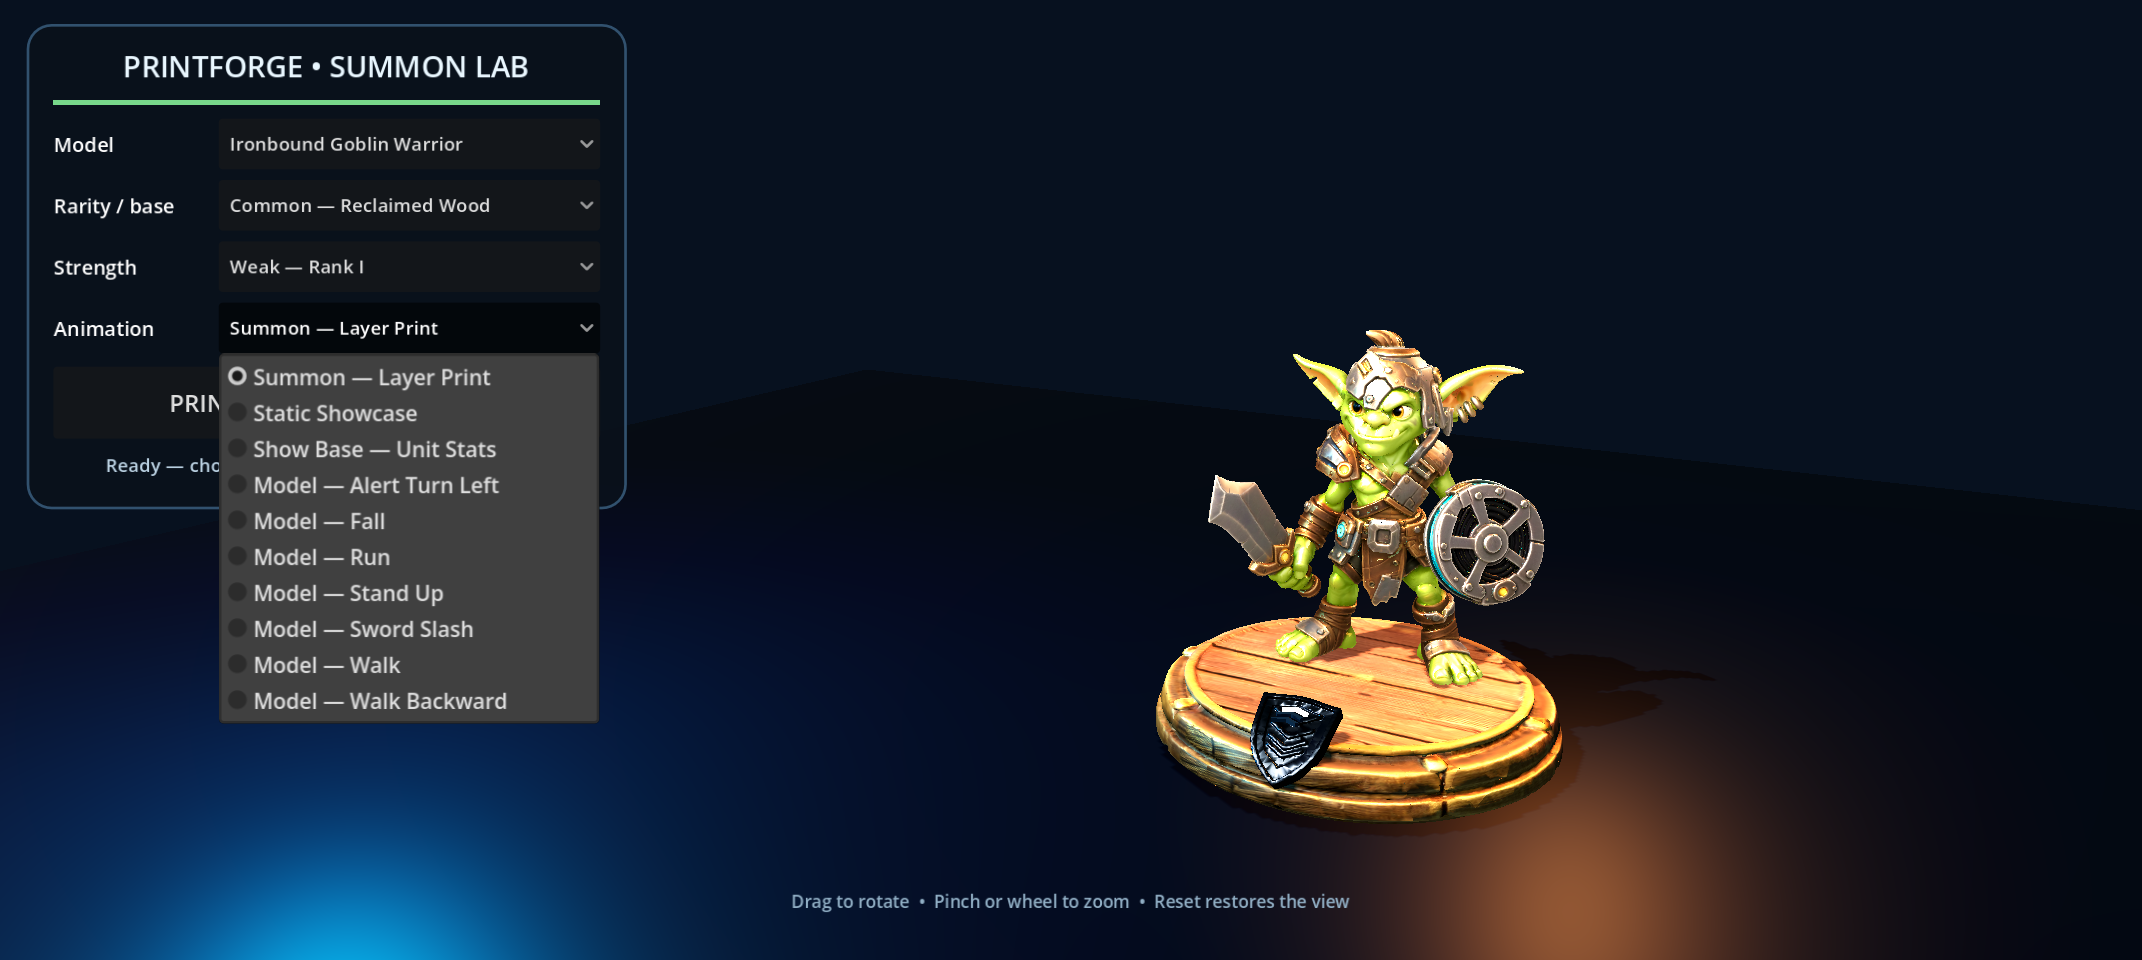 PRINTFORGE • SUMMON LAB
Model
Ironbound Goblin Warrior
Rarity / base
Common — Reclaimed Wood
Strength
Weak — Rank I
Animation
Summon — Layer Print
Summon — Layer Print
Static Showcase
Show Base — Unit Stats
Model — Alert Turn Left
Model — Fall
Model — Run
Model — Stand Up
Model — Sword Slash
Model — Walk
Model — Walk Backward
PRIN
Ready — cho
Drag to rotate • Pinch or wheel to zoom • Reset restores the view